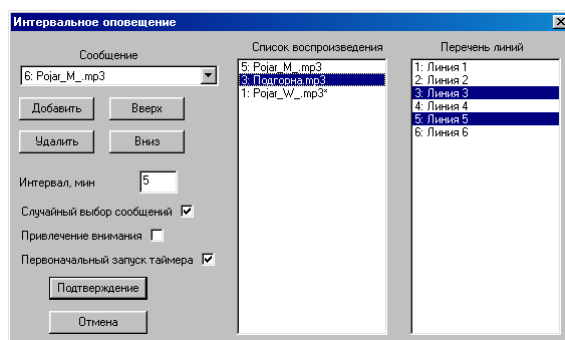 Интервальное оповещение
Сообщение
6: Pojar_M_.mp3
Добавить
Вверх
Удалить
Вниз
Интервал, мин
5
Случайный выбор сообщений
Привлечение внимания
Первоначальный запуск таймера
Подтверждение
Отмена
Список воспроизведения
5: Pojar_M_.mp3
3: Подгорна.mp3
1: Pojar_W_.mp3*
Перечень линий
1: Линия 1
2: Линия 2
3: Линия 3
4: Линия 4
5: Линия 5
6: Линия 6